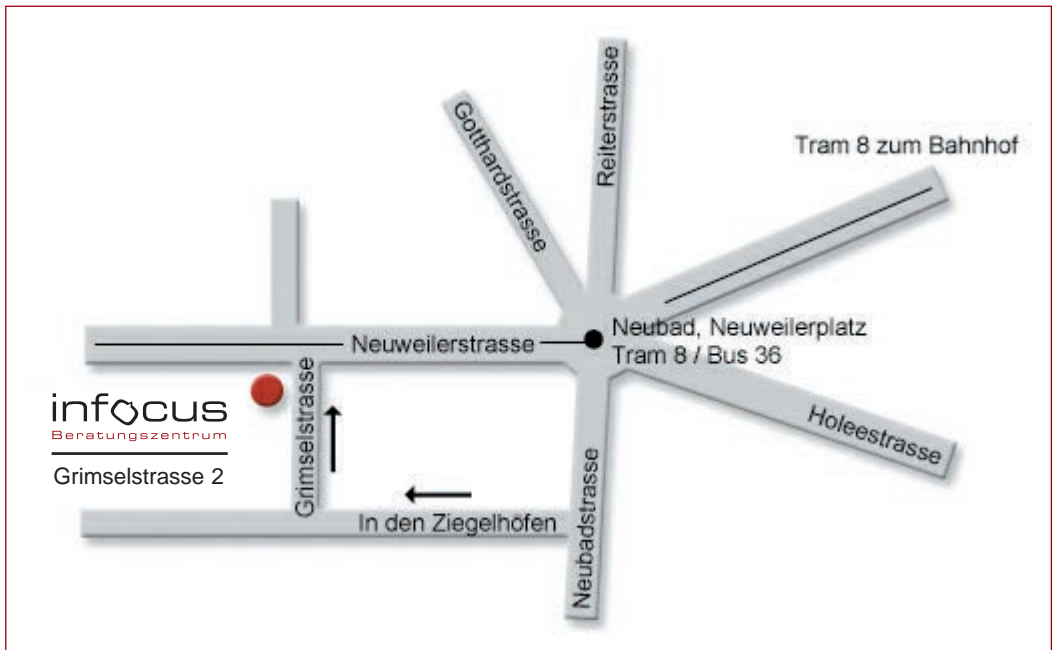 Reiterstrasse
Gotthardstrasse
Tram 8 zum Bahnhof
Neubad, Neuweilerplatz
Tram 8 / Bus 36
Neuweilerstrasse
infocus
Beratungszentrum
Grimselstrasse 2
Grimselstrasse
Holeestrasse
In den Ziegelhöfen
Neubadstrasse